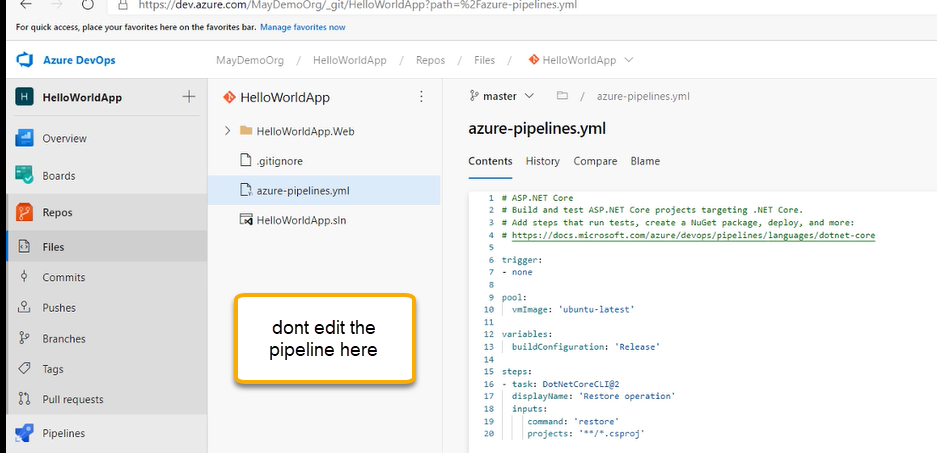 https://dev.azure.com/MayDemoOrg/_git/HelloWorldApp?path=%2Fazure-pipelines.yml
For quick access, place your favorites here on the favorites bar. Manage favorites now
Azure DevOps
MayDemoOrg / HelloWorldApp / Repos / Files / HelloWorldApp
H HelloWorldApp
Overview
Boards
Repos
Files
Commits
Pushes
Branches
Tags
Pull requests
Pipelines
HelloWorldApp
HelloWorldApp.Web
.gitignore
azure-pipelines.yml
HelloWorldApp.sln
dont edit the
pipeline here
master / azure-pipelines.yml
azure-pipelines.yml
Contents History Compare Blame
1 # ASP.NET Core
2 # Build and test ASP.NET Core projects targeting .NET Core.
3 # Add steps that run tests, create a NuGet package, deploy, and more:
4 # https://docs.microsoft.com/azure/devops/pipelines/languages/dotnet-core
5
6 trigger:
7 - none
8
9 pool:
10 vmImage: 'ubuntu-latest'
11
12 variables:
13 buildConfiguration: 'Release'
14
15 steps:
16 - task: DotNetCoreCLI@2
17 displayName: 'Restore operation'
18 inputs:
19 command: 'restore'
20 projects: '**/*.csproj'